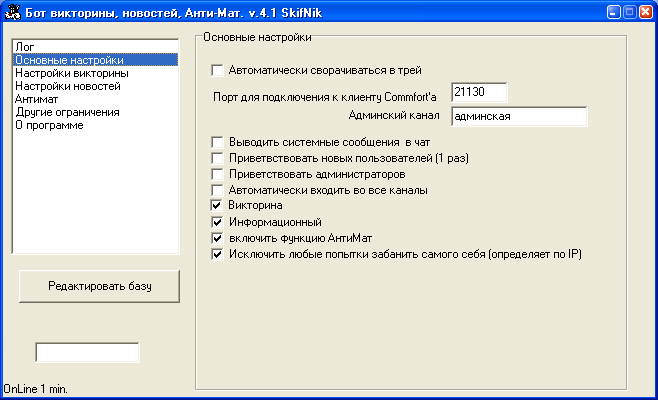 Бот викторины, новостей, Анти-Мат. v.4.1 SkifNik
Лог
Основные настройки
Настройки викторины
Настройки новостей
Антимат
Другие ограничения
О программе
Редактировать базу
OnLine 1 min.
Основные настройки
Автоматически сворачиваться в трей
Порт для подключения к клиенту Commfort'а 21130
Админский канал админская
Выводить системные сообщения в чат
Приветвствовать новых пользователей (1 раз)
Приветствовать администраторов
Автоматически входить во все каналы
Викторина
Информационный
включить функцию АнтиМат
Исключить любые попытки забанить самого себя (определяет по IP)